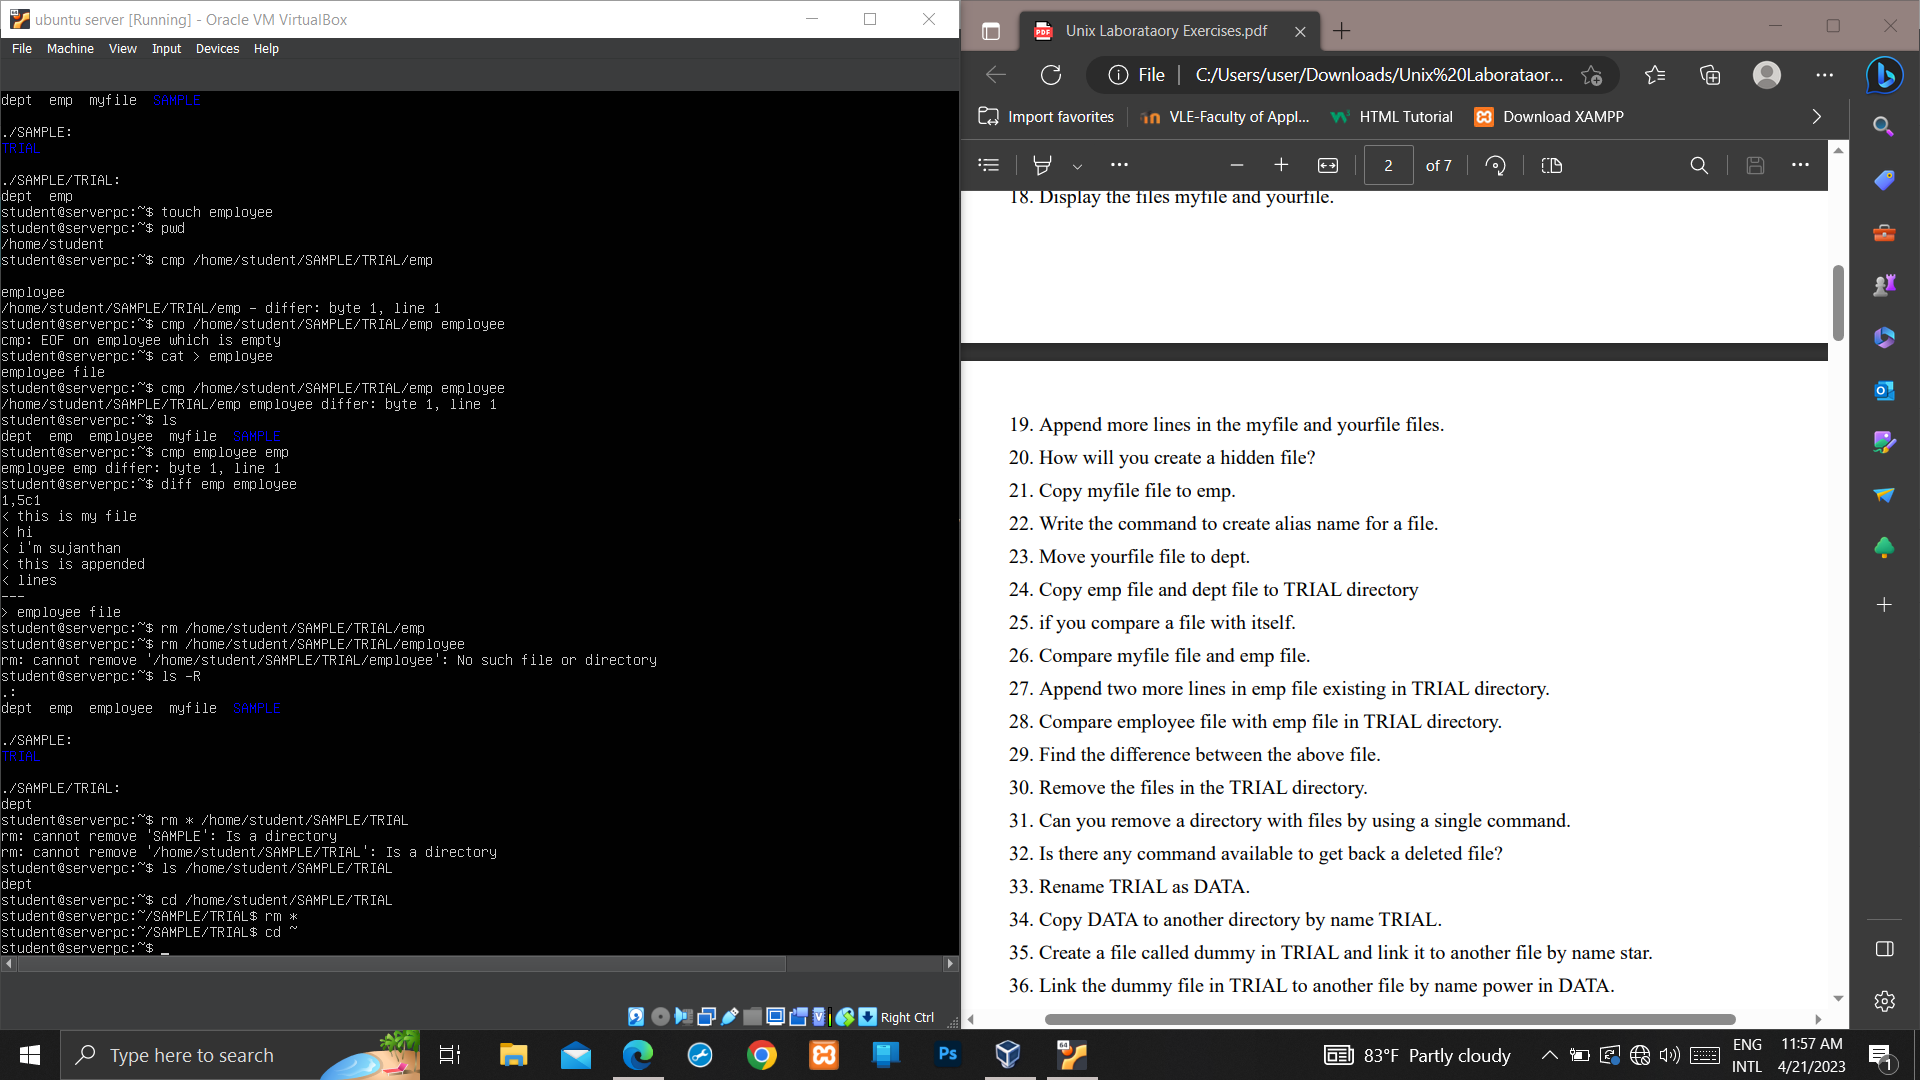 ubuntu server [Running] - Oracle VM VirtualBox
File Machine View Input Devices Help
dept emp myfile SAMPLE
./SAMPLE:
TRIAL
./SAMPLE/TRIAL:
dept emp
student@serverpc:~$ touch employee
student@serverpc:~$ pwd
/home/student
student@serverpc:~$ cmp /home/student/SAMPLE/TRIAL/emp
employee
/home/student/SAMPLE/TRIAL/emp - differ: byte 1, line 1
student@serverpc:~$ cmp /home/student/SAMPLE/TRIAL/emp employee
cmp: EOF on employee which is empty
student@serverpc:~$ cat > employee
employee file
student@serverpc:~$ cmp /home/student/SAMPLE/TRIAL/emp employee
/home/student/SAMPLE/TRIAL/emp employee differ: byte 1, line 1
student@serverpc:~$ ls
dept emp employee myfile SAMPLE
student@serverpc:~$ cmp employee emp
employee emp differ: byte 1, line 1
student@serverpc:~$ diff emp employee
1,5c1
< this is my file
< hi
< i'm sujanthan
< this is appended
< lines
---
> employee file
student@serverpc:~$ rm /home/student/SAMPLE/TRIAL/emp
student@serverpc:~$ rm /home/student/SAMPLE/TRIAL/employee
rm: cannot remove '/home/student/SAMPLE/TRIAL/employee': No such file or directory
student@serverpc:~$ ls -R
.:
dept emp employee myfile SAMPLE
./SAMPLE:
TRIAL
./SAMPLE/TRIAL:
dept
student@serverpc:~$ rm * /home/student/SAMPLE/TRIAL
rm: cannot remove 'SAMPLE': Is a directory
rm: cannot remove '/home/student/SAMPLE/TRIAL': Is a directory
student@serverpc:~$ ls /home/student/SAMPLE/TRIAL
dept
student@serverpc:~$ cd /home/student/SAMPLE/TRIAL
student@serverpc:~/SAMPLE/TRIAL$ rm *
student@serverpc:~/SAMPLE/TRIAL$ cd ~
student@serverpc:~$ _
Right Ctrl
PDF Unix Laborataory Exercises.pdf
File C:/Users/user/Downloads/Unix%20Laborataor...
Import favorites VLE-Faculty of Appl... HTML Tutorial Download XAMPP
2 of 7
18. Display the files myfile and yourfile.
19. Append more lines in the myfile and yourfile files.
20. How will you create a hidden file?
21. Copy myfile file to emp.
22. Write the command to create alias name for a file.
23. Move yourfile file to dept.
24. Copy emp file and dept file to TRIAL directory
25. if you compare a file with itself.
26. Compare myfile file and emp file.
27. Append two more lines in emp file existing in TRIAL directory.
28. Compare employee file with emp file in TRIAL directory.
29. Find the difference between the above file.
30. Remove the files in the TRIAL directory.
31. Can you remove a directory with files by using a single command.
32. Is there any command available to get back a deleted file?
33. Rename TRIAL as DATA.
34. Copy DATA to another directory by name TRIAL.
35. Create a file called dummy in TRIAL and link it to another file by name star.
36. Link the dummy file in TRIAL to another file by name power in DATA.
Type here to search
Ps
64
83°F Partly cloudy
ENG
INTL
11:57 AM
4/21/2023
1